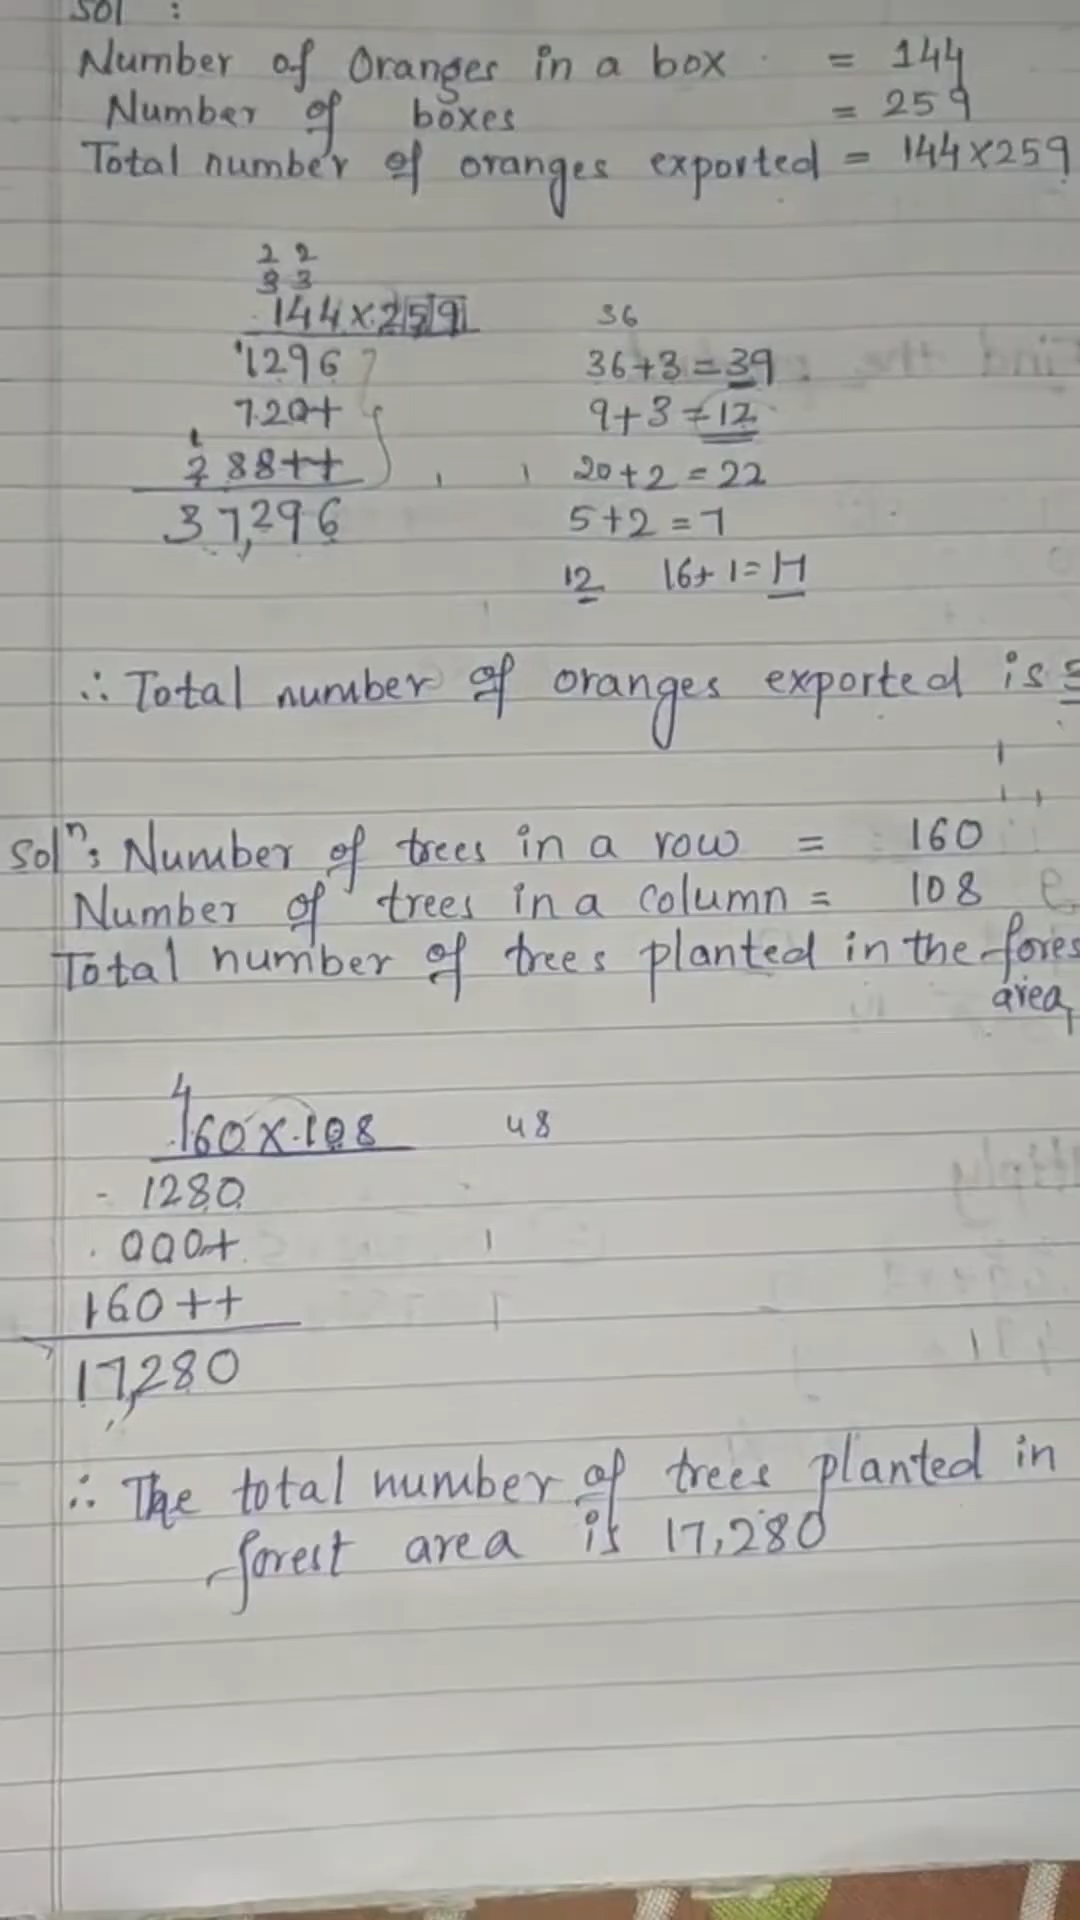 Sol :
Number of Oranges in a box = 144
Number of boxes = 259
Total number of oranges exported = 144×259
2 2
3 3
144×259
1296
720+
1
288++
37,296
36
36+3=39
9+3=12
20+2=22
5+2=7
12 16+1=17
∴ Total number of oranges exported is
Solⁿ: Number of trees in a row = 160
Number of trees in a column = 108
Total number of trees planted in the fores
area,
4
160×108 48
1280
000+
160++
17,280
∴ The total number of trees planted in
forest area is 17,280